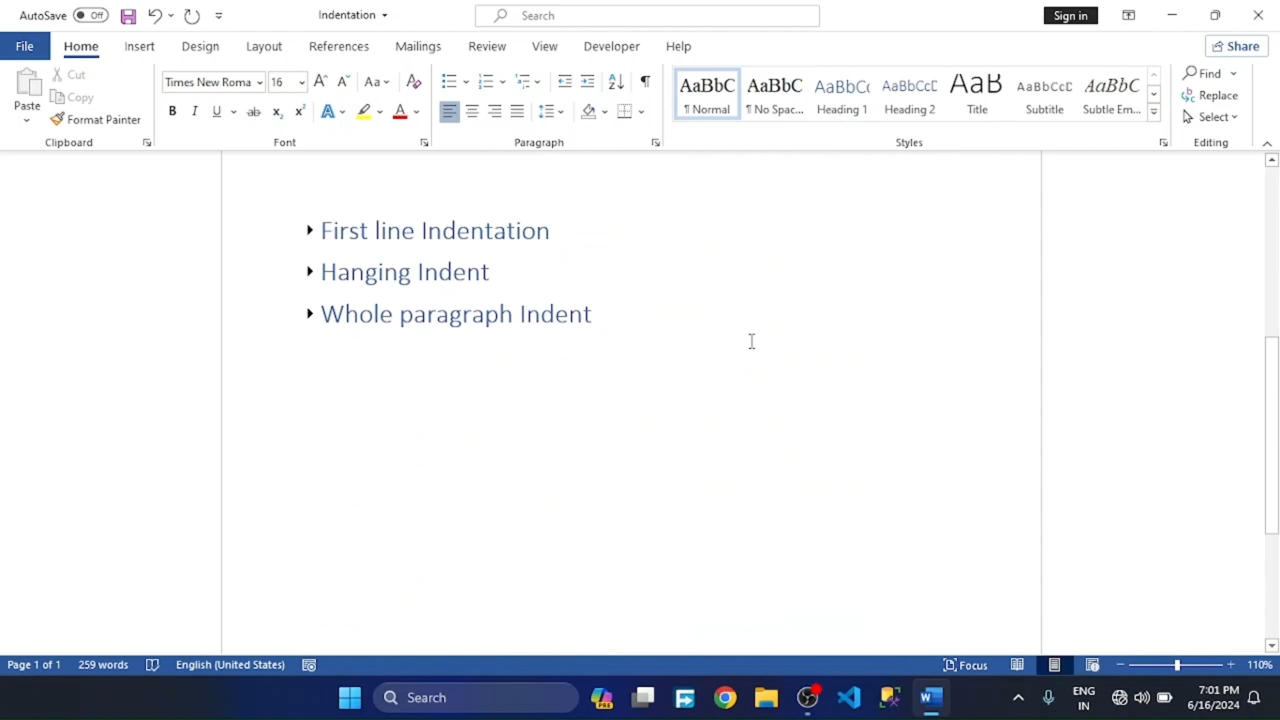 AutoSave Off Indentation Search Sign in
File Home Insert Design Layout References Mailings Review View Developer Help Share
Paste Cut Copy Format Painter
Times New Roma 16 Aa
Find Replace Select
AaBbC AaBbC AaBbC AaBbCcC AaB AaBbCcD AaBbC
¶ Normal ¶ No Spac... Heading 1 Heading 2 Title Subtitle Subtle Em...
Clipboard Font Paragraph Styles Editing
First line Indentation
Hanging Indent
Whole paragraph Indent
Page 1 of 1 259 words English (United States) Focus 110%
Search PRE ENG IN 7:01 PM 6/16/2024